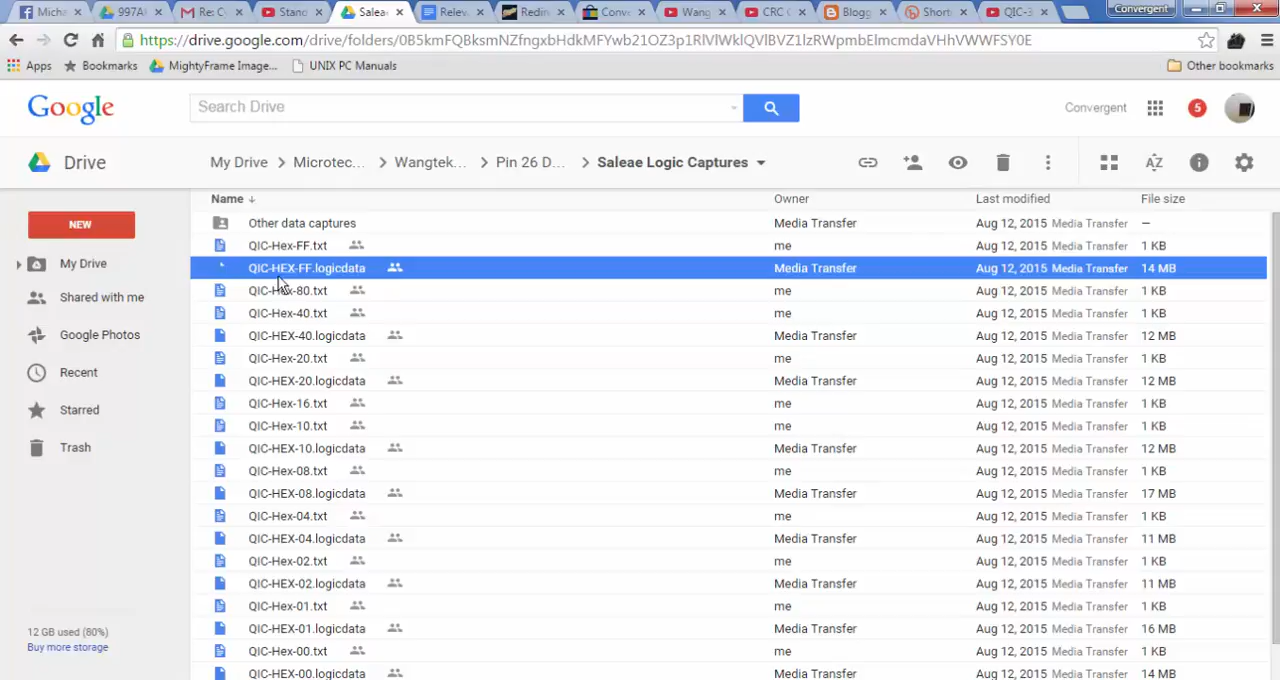 Micha
997AI
Re: C
Stand
Salea
Relev
Redin
Conve
Wang
CRC C
Blogg
Short
QIC-3
Convergent
https://drive.google.com/drive/folders/0B5kmFQBksmNZfngxbHdkMFYwb21OZ3p1RlVlWklQVlBVZ1lzRWpmbElmcmdaVHhVWWFSY0E
Apps Bookmarks MightyFrame Image... UNIX PC Manuals Other bookmarks
Google Search Drive Convergent 5
Drive My Drive > Microtec... > Wangtek... > Pin 26 D... > Saleae Logic Captures
NEW
My Drive
Shared with me
Google Photos
Recent
Starred
Trash
12 GB used (80%)
Buy more storage
Name Owner Last modified File size
Other data captures Media Transfer Aug 12, 2015 Media Transfer —
QIC-Hex-FF.txt me Aug 12, 2015 Media Transfer 1 KB
QIC-HEX-FF.logicdata Media Transfer Aug 12, 2015 Media Transfer 14 MB
QIC-Hex-80.txt me Aug 12, 2015 Media Transfer 1 KB
QIC-Hex-40.txt me Aug 12, 2015 Media Transfer 1 KB
QIC-HEX-40.logicdata Media Transfer Aug 12, 2015 Media Transfer 12 MB
QIC-Hex-20.txt me Aug 12, 2015 Media Transfer 1 KB
QIC-HEX-20.logicdata Media Transfer Aug 12, 2015 Media Transfer 12 MB
QIC-Hex-16.txt me Aug 12, 2015 Media Transfer 1 KB
QIC-Hex-10.txt me Aug 12, 2015 Media Transfer 1 KB
QIC-HEX-10.logicdata Media Transfer Aug 12, 2015 Media Transfer 12 MB
QIC-Hex-08.txt me Aug 12, 2015 Media Transfer 1 KB
QIC-HEX-08.logicdata Media Transfer Aug 12, 2015 Media Transfer 17 MB
QIC-Hex-04.txt me Aug 12, 2015 Media Transfer 1 KB
QIC-HEX-04.logicdata Media Transfer Aug 12, 2015 Media Transfer 11 MB
QIC-Hex-02.txt me Aug 12, 2015 Media Transfer 1 KB
QIC-HEX-02.logicdata Media Transfer Aug 12, 2015 Media Transfer 11 MB
QIC-Hex-01.txt me Aug 12, 2015 Media Transfer 1 KB
QIC-HEX-01.logicdata Media Transfer Aug 12, 2015 Media Transfer 16 MB
QIC-Hex-00.txt me Aug 12, 2015 Media Transfer 1 KB
QIC-HEX-00.logicdata Media Transfer Aug 12, 2015 Media Transfer 14 MB